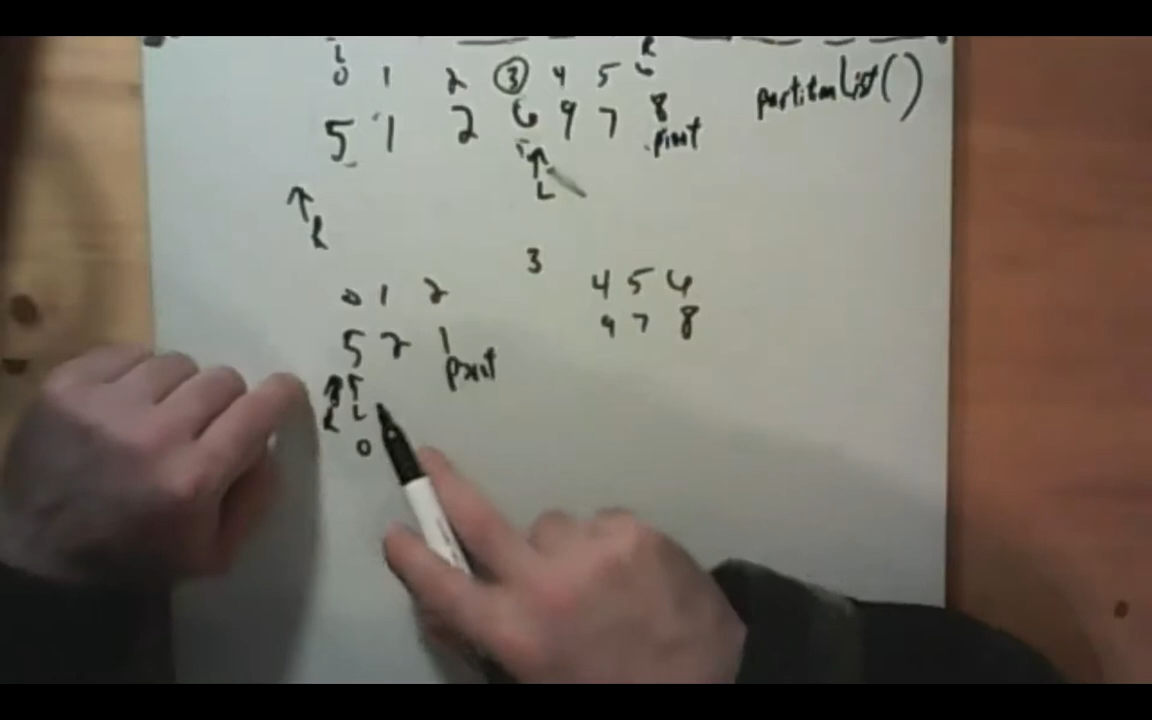 L R
0 1 2 3 4 5 6
partitionList()
5 1 2 6 9 7 8
pivot
L
R
3
0 1 2 4 5 6
5 2 1 9 7 8
pivot
R L
0